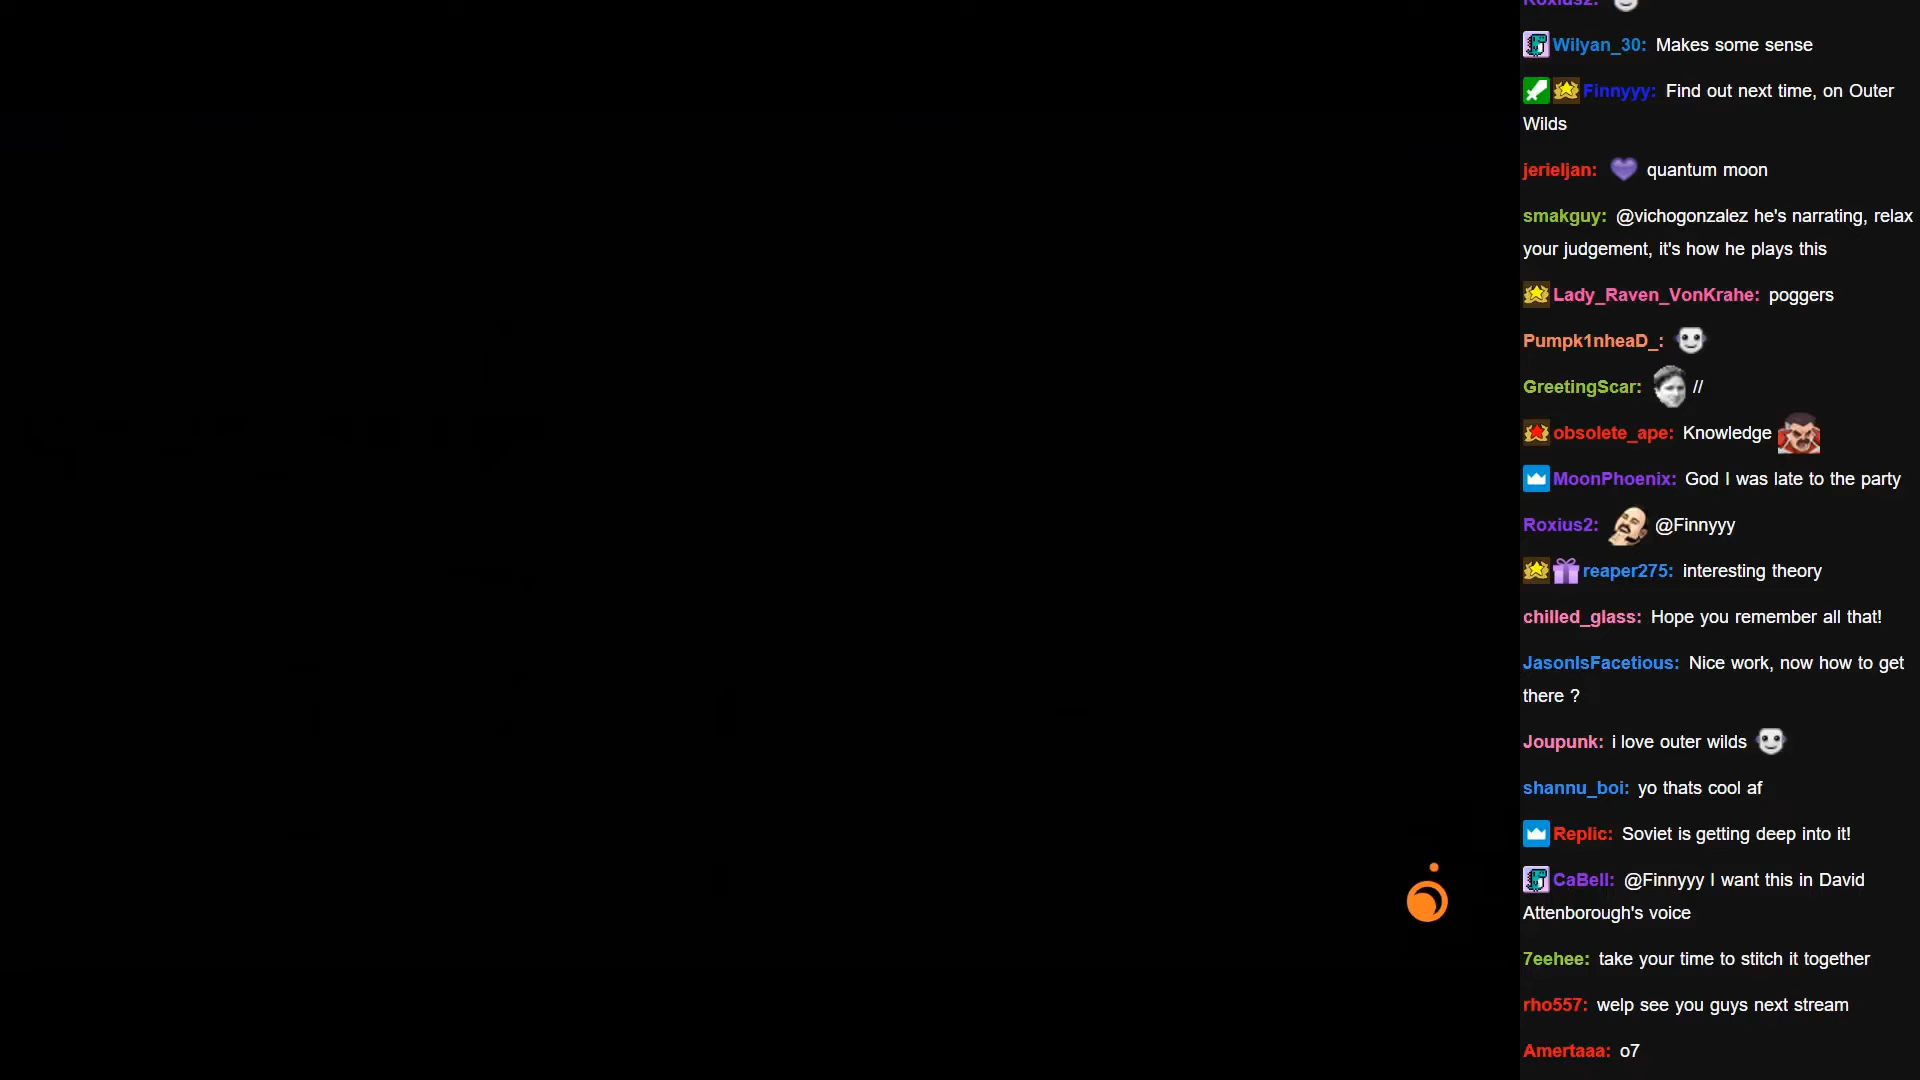 Roxius2:
Wilyan_30: Makes some sense
Finnyyy: Find out next time, on Outer
Wilds
jerieljan: quantum moon
smakguy: @vichogonzalez he's narrating, relax
your judgement, it's how he plays this
Lady_Raven_VonKrahe: poggers
Pumpk1nheaD_:
GreetingScar: //
obsolete_ape: Knowledge
MoonPhoenix: God I was late to the party
Roxius2: @Finnyyy
reaper275: interesting theory
chilled_glass: Hope you remember all that!
JasonIsFacetious: Nice work, now how to get
there ?
Joupunk: i love outer wilds
shannu_boi: yo thats cool af
Replic: Soviet is getting deep into it!
CaBell: @Finnyyy I want this in David
Attenborough's voice
7eehee: take your time to stitch it together
rho557: welp see you guys next stream
Amertaaa: o7